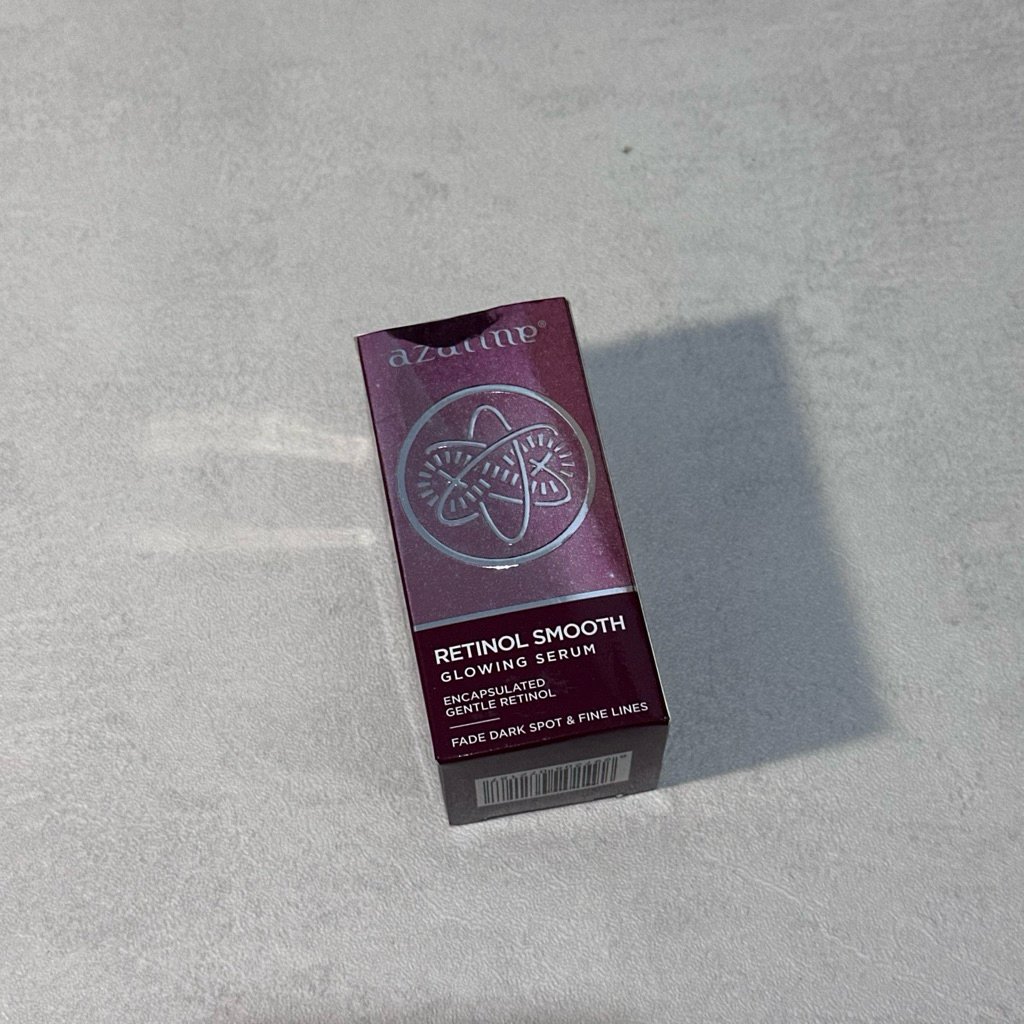 azarine®
RETINOL SMOOTH
GLOWING SERUM
ENCAPSULATED
GENTLE RETINOL
FADE DARK SPOT & FINE LINES